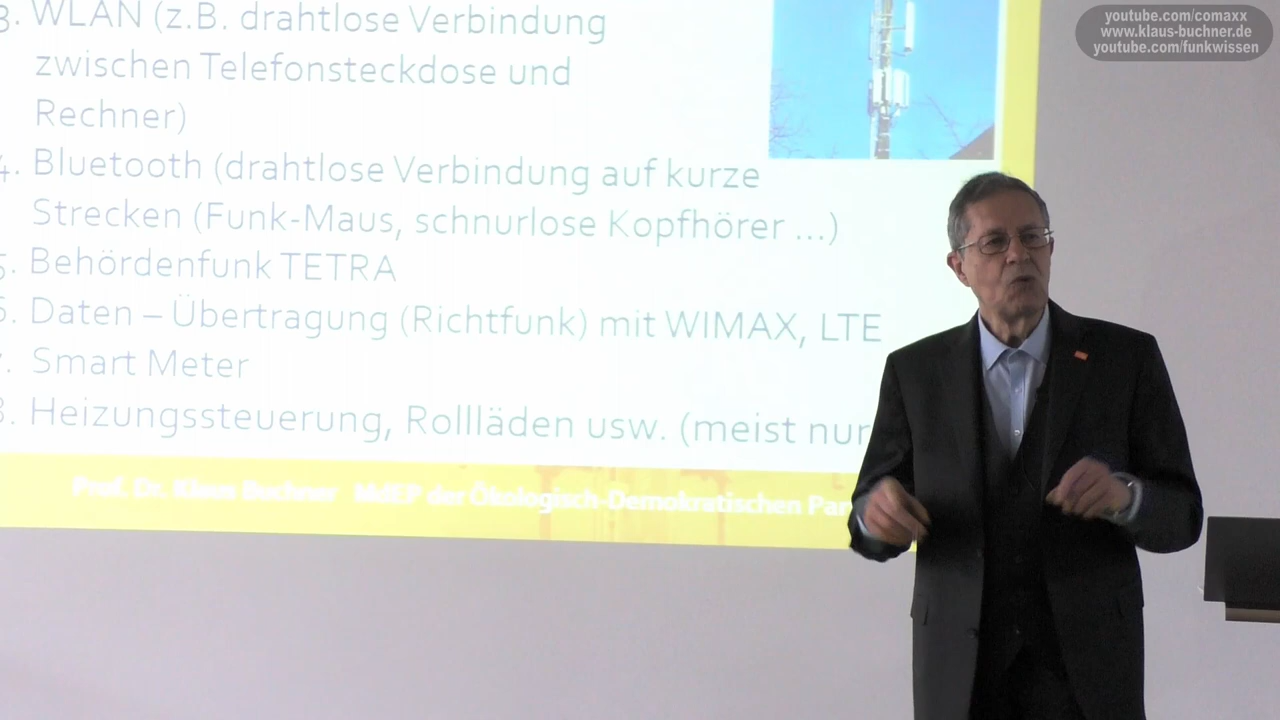 youtube.com/comaxx
www.klaus-buchner.de
youtube.com/funkwissen
3. WLAN (z.B. drahtlose Verbindung
zwischen Telefonsteckdose und
Rechner)
4. Bluetooth (drahtlose Verbindung auf kurze
Strecken (Funk-Maus, schnurlose Kopfhörer ...)
5. Behördenfunk TETRA
6. Daten – Übertragung (Richtfunk) mit WIMAX, LTE
7. Smart Meter
8. Heizungssteuerung, Rollläden usw. (meist nur
Prof. Dr. Klaus Buchner MdEP der Ökologisch-Demokratischen Par